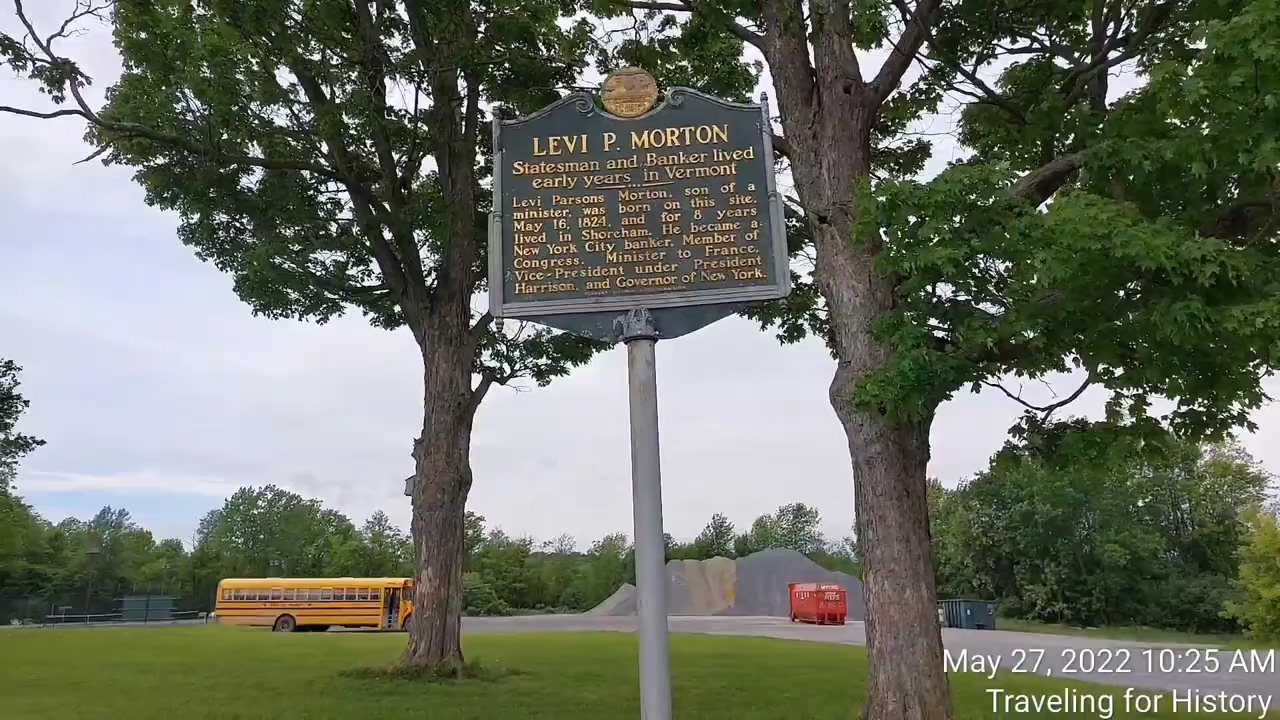 LEVI P. MORTON
Statesman and Banker lived
early years in Vermont
Levi Parsons Morton, son of a
minister, was born on this site,
May 16, 1824 and for 8 years
lived in Shoreham. He became a
New York City banker, Member of
Congress, Minister to France,
Vice-President under President
Harrison, and Governor of New York.
MYERS
May 27, 2022 10:25 AM
Traveling for History